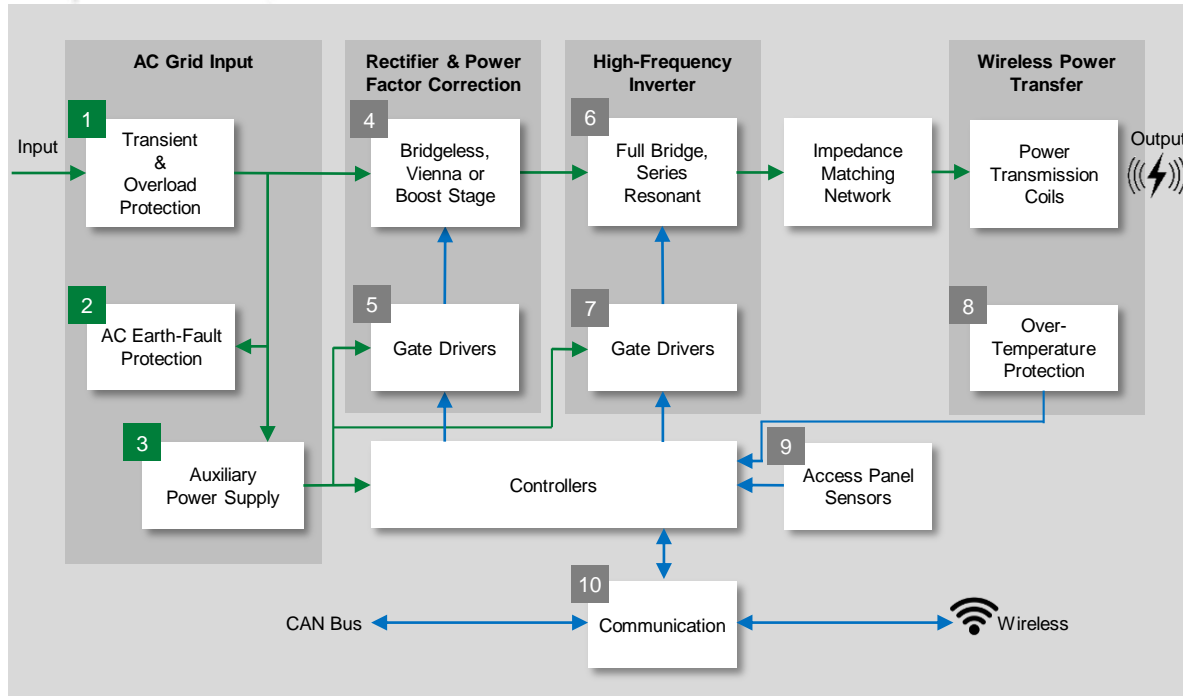 AC Grid Input
Rectifier & Power
Factor Correction
High-Frequency
Inverter
Wireless Power
Transfer
Input
1
Transient
&
Overload
Protection
4
Bridgeless,
Vienna or
Boost Stage
6
Full Bridge,
Series
Resonant
Impedance
Matching
Network
Power
Transmission
Coils
Output
2
AC Earth-Fault
Protection
5
Gate Drivers
7
Gate Drivers
8
Over-
Temperature
Protection
3
Auxiliary
Power Supply
Controllers
9
Access Panel
Sensors
10
Communication
CAN Bus
Wireless